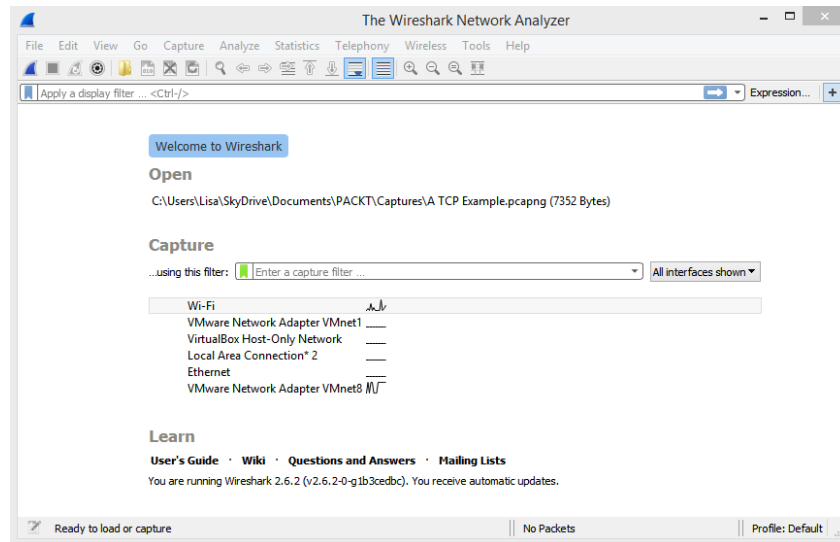 The Wireshark Network Analyzer
File Edit View Go Capture Analyze Statistics Telephony Wireless Tools Help
Apply a display filter ... <Ctrl-/> Expression... +
Welcome to Wireshark
Open
C:\Users\Lisa\SkyDrive\Documents\PACKT\Captures\A TCP Example.pcapng (7352 Bytes)
Capture
...using this filter: Enter a capture filter ... All interfaces shown
Wi-Fi
VMware Network Adapter VMnet1
VirtualBox Host-Only Network
Local Area Connection* 2
Ethernet
VMware Network Adapter VMnet8
Learn
User's Guide · Wiki · Questions and Answers · Mailing Lists
You are running Wireshark 2.6.2 (v2.6.2-0-g1b3cedbc). You receive automatic updates.
Ready to load or capture No Packets Profile: Default